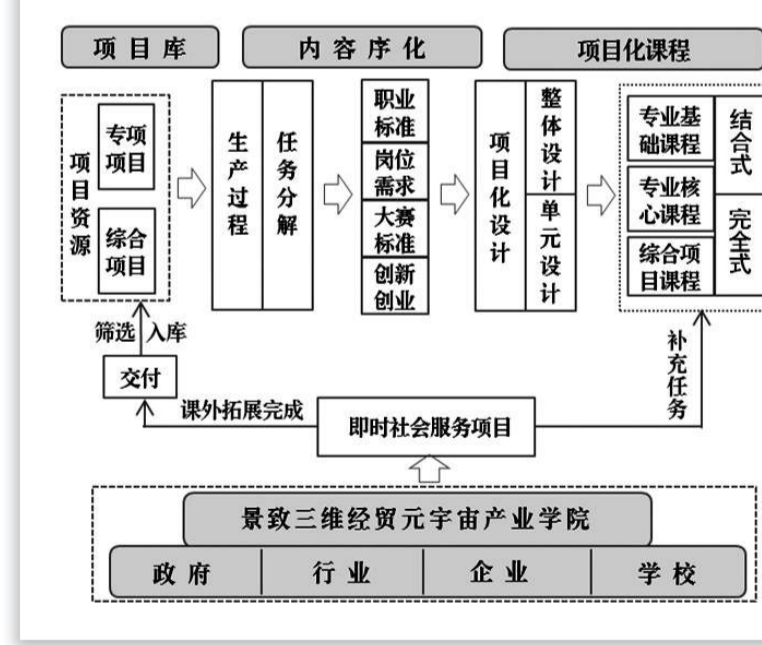 项目库
内容序化
项目化课程
项目资源
专项
项目
综合
项目
生产过程
任务分解
职业
标准
岗位
需求
大赛
标准
创新
创业
项目化设计
整体设计
单元设计
专业基
础课程
专业核
心课程
综合项
目课程
结合式
完全式
筛选 入库
交付
课外拓展完成
即时社会服务项目
补充任务
景致三维经贸元宇宙产业学院
政府
行业
企业
学校